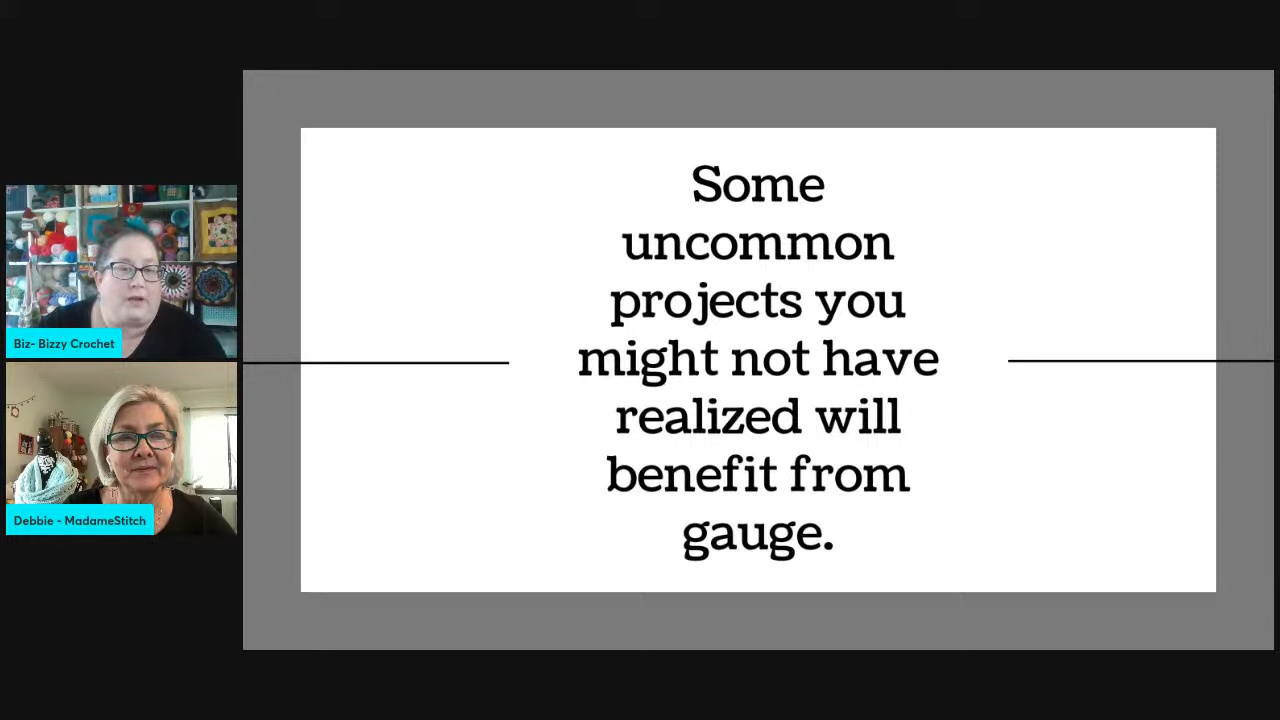 Biz- Bizzy Crochet
Debbie - MadameStitch
Some
uncommon
projects you
might not have
realized will
benefit from
gauge.